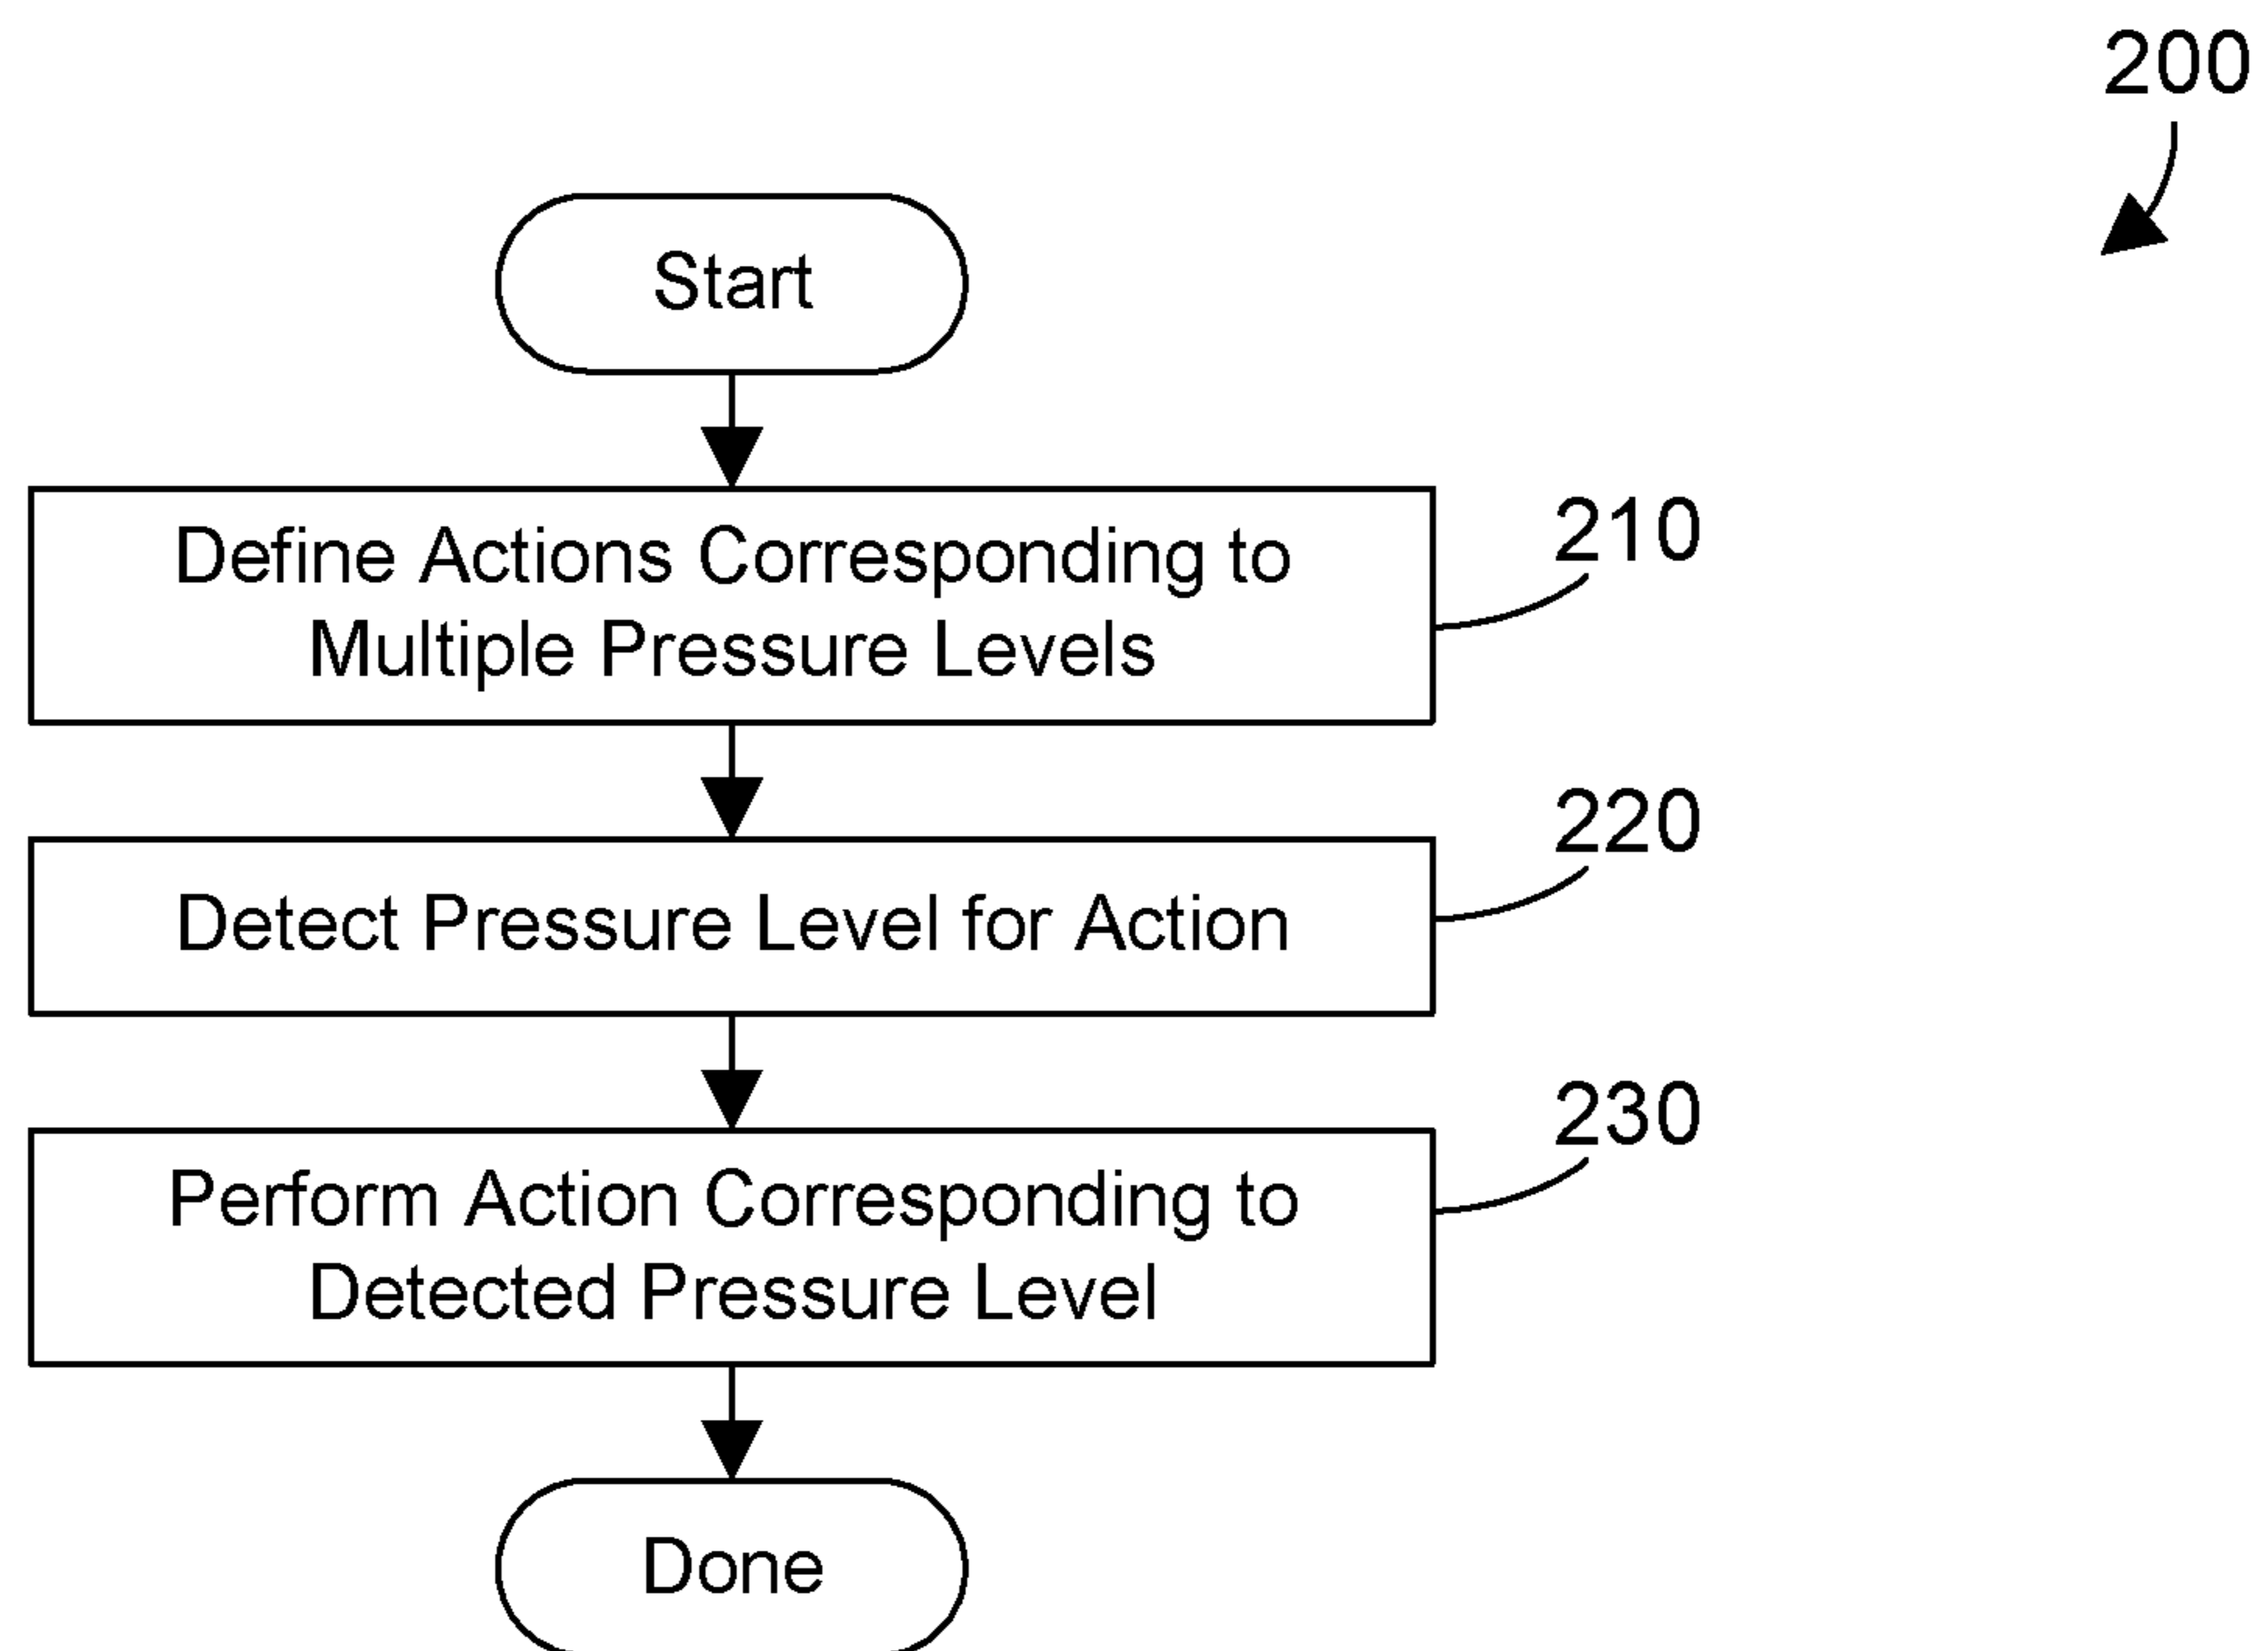 200
Start
Define Actions Corresponding to
Multiple Pressure Levels
210
Detect Pressure Level for Action
220
Perform Action Corresponding to
Detected Pressure Level
230
Done